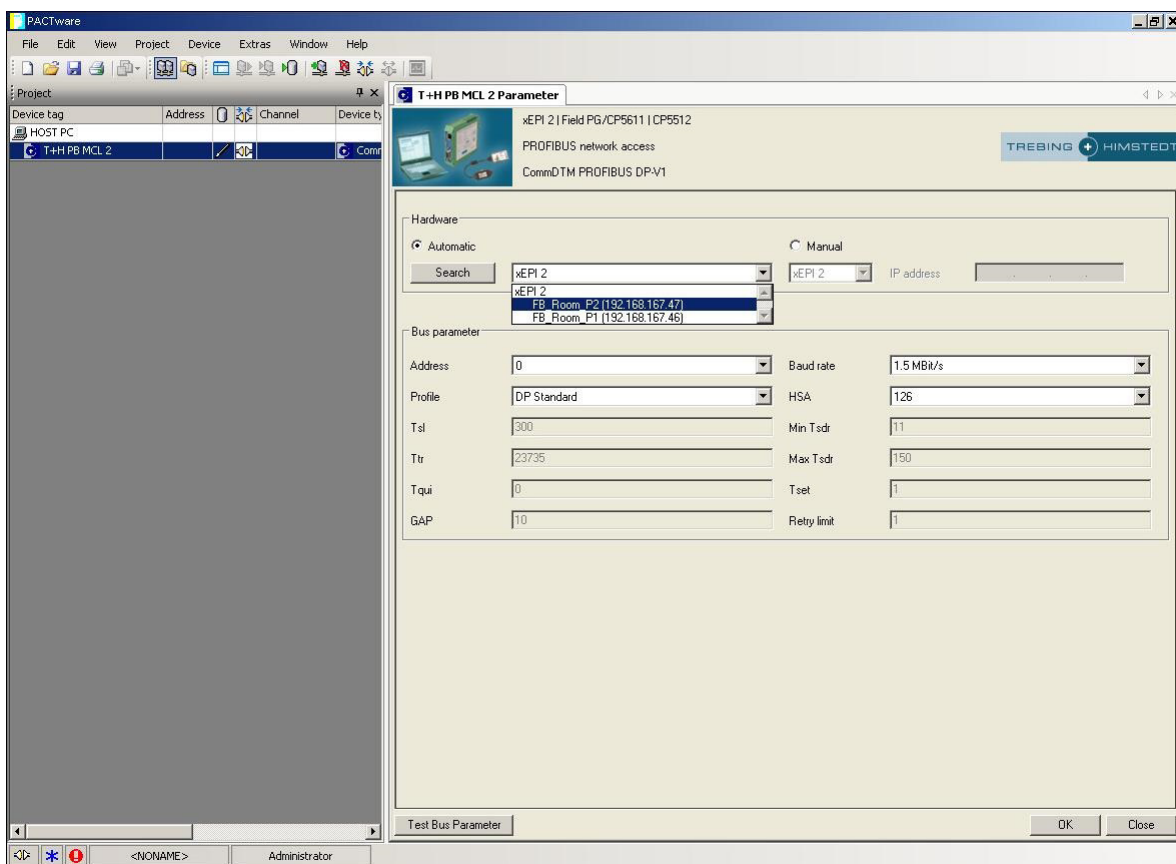 PACTware
File Edit View Project Device Extras Window Help
Project
Device tag Address Channel Device ty
HOST PC
T+H PB MCL 2 Comm
T+H PB MCL 2 Parameter
xEPI 2 | Field PG/CP5611 | CP5512
PROFIBUS network access
CommDTM PROFIBUS DP-V1
TREBING + HIMSTEDT
Hardware
Automatic Manual
Search xEPI 2 xEPI 2 IP address . . .
xEPI 2
FB_Room_P2 (192.168.167.47)
FB_Room_P1 (192.168.167.46)
Bus parameter
Address 0 Baud rate 1.5 MBit/s
Profile DP Standard HSA 126
Tsl 300 Min Tsdr 11
Ttr 23735 Max Tsdr 150
Tqui 0 Tset 1
GAP 10 Retry limit 1
Test Bus Parameter OK Close
<NONAME> Administrator